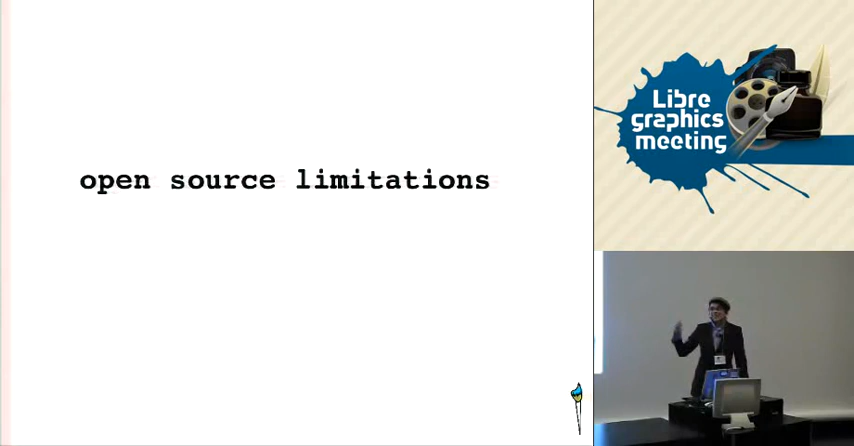 open source limitations
Libre
graphics
meeting